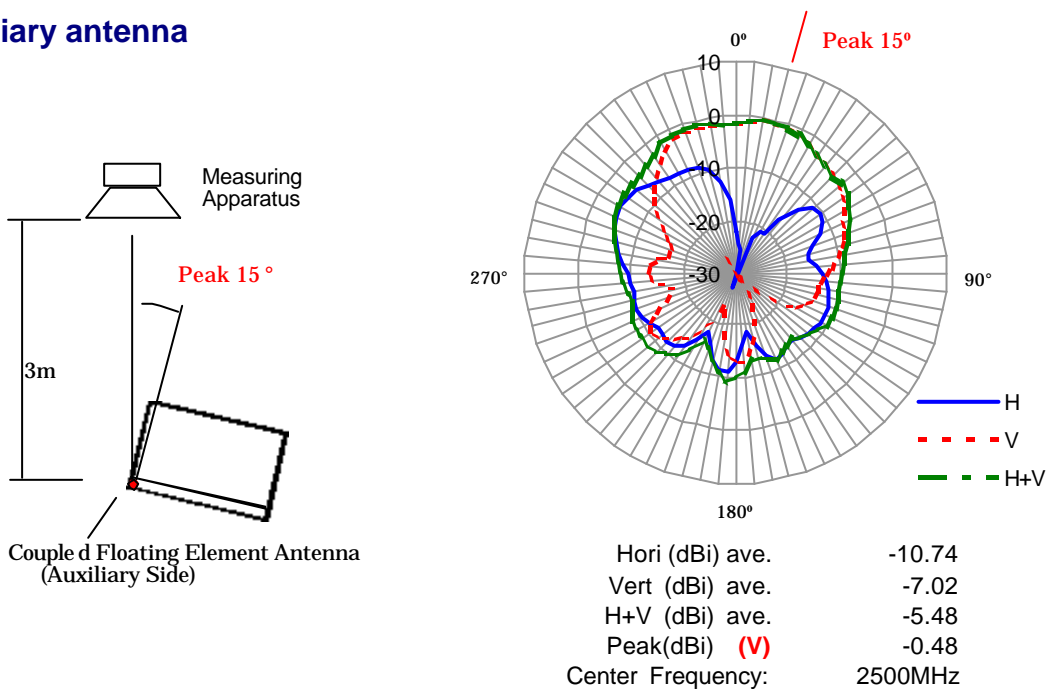 iary antenna
Measuring
Apparatus
Peak 15 °
3m
Couple d Floating Element Antenna
(Auxiliary Side)
Peak 15º
0º
10
0
-10
-20
-30
270°
90°
180º
H
V
H+V
Hori (dBi) ave. -10.74
Vert (dBi) ave. -7.02
H+V (dBi) ave. -5.48
Peak(dBi) (V) -0.48
Center Frequency: 2500MHz